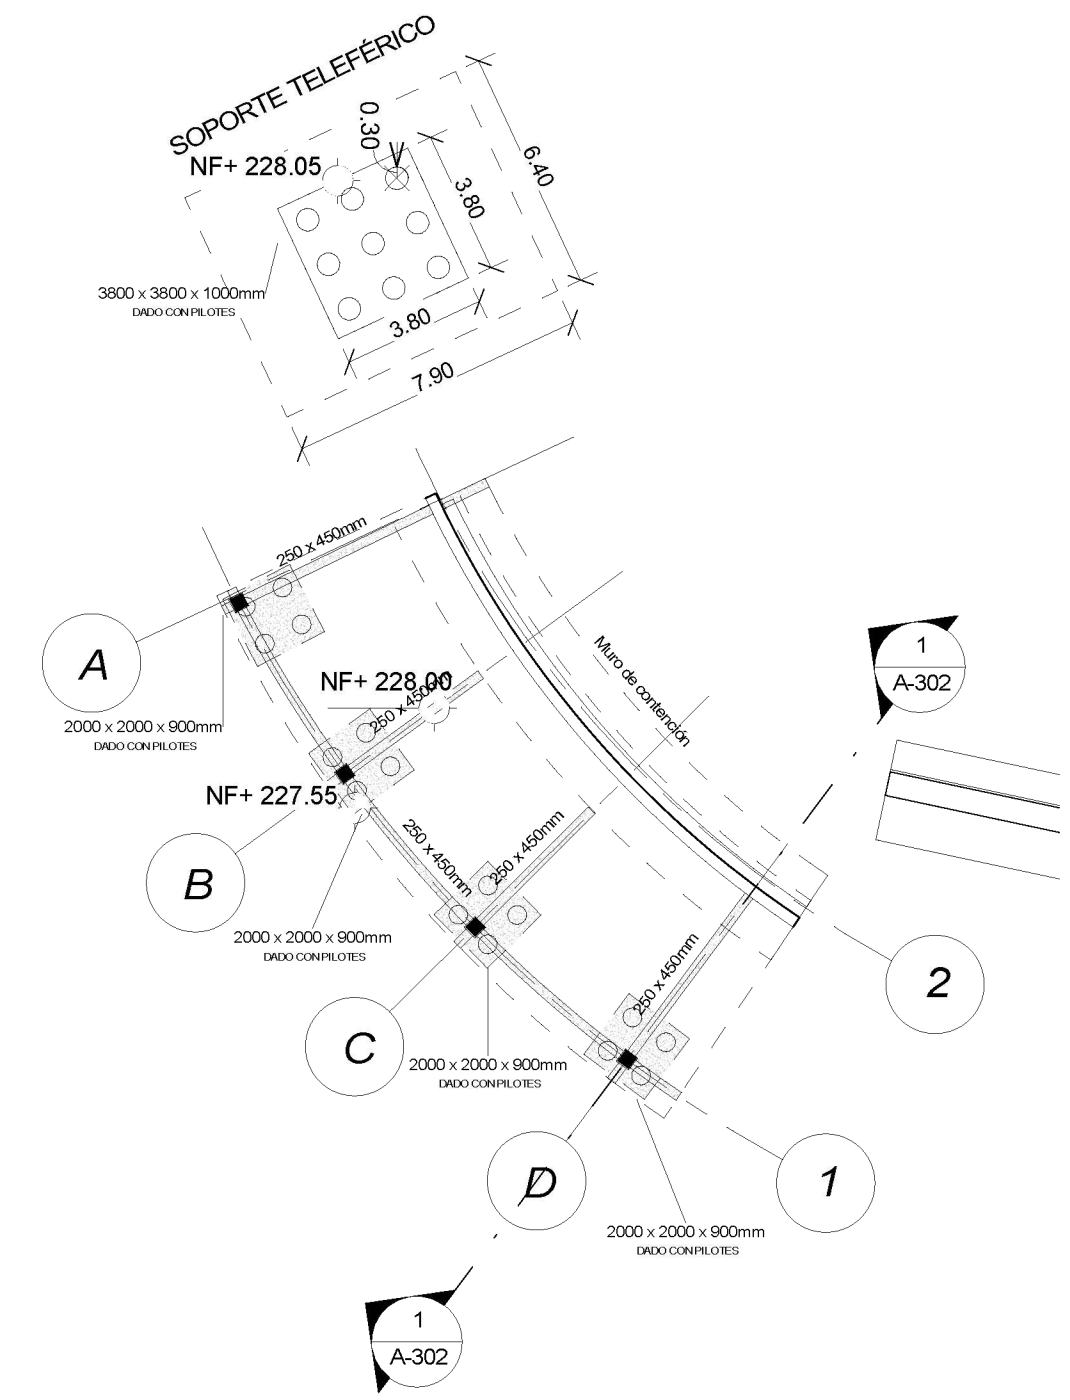 SOPORTE TELEFÉRICO
0.30
NF+ 228.05
6.40
3.80
3800 x 3800 x 1000mm
DADO CON PILOTES
3.80
7.90
250 x 450mm
A
1
A-302
Muro de contención
NF+ 228.00
250 x 450mm
2000 x 2000 x 900mm
DADO CON PILOTES
NF+ 227.55
B
250 x 450mm
250 x 450mm
2000 x 2000 x 900mm
DADO CON PILOTES
250 x 450mm
2
C
2000 x 2000 x 900mm
DADO CON PILOTES
D
1
2000 x 2000 x 900mm
DADO CON PILOTES
1
A-302